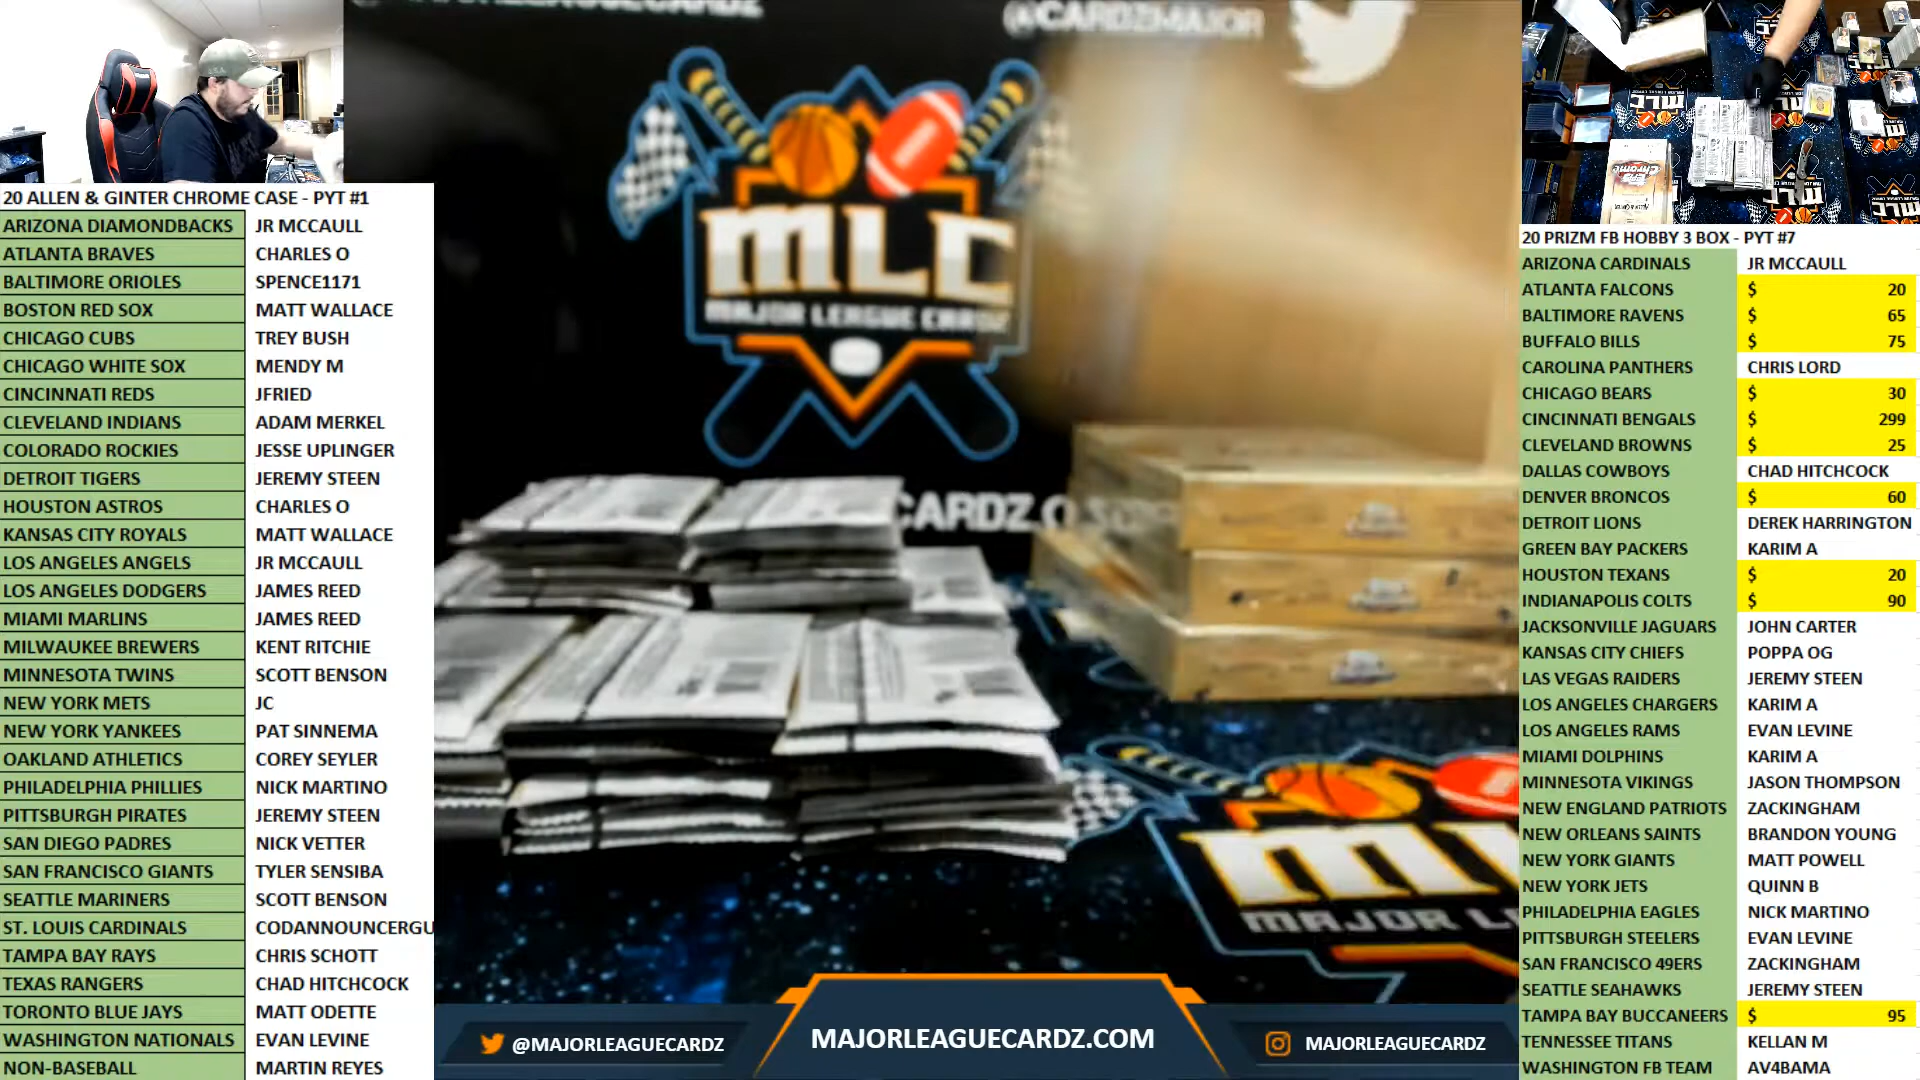 20 ALLEN & GINTER CHROME CASE - PYT #1
ARIZONA DIAMONDBACKS JR MCCAULL
ATLANTA BRAVES CHARLES O
BALTIMORE ORIOLES SPENCE1171
BOSTON RED SOX MATT WALLACE
CHICAGO CUBS TREY BUSH
CHICAGO WHITE SOX MENDY M
CINCINNATI REDS JFRIED
CLEVELAND INDIANS ADAM MERKEL
COLORADO ROCKIES JESSE UPLINGER
DETROIT TIGERS JEREMY STEEN
HOUSTON ASTROS CHARLES O
KANSAS CITY ROYALS MATT WALLACE
LOS ANGELES ANGELS JR MCCAULL
LOS ANGELES DODGERS JAMES REED
MIAMI MARLINS JAMES REED
MILWAUKEE BREWERS KENT RITCHIE
MINNESOTA TWINS SCOTT BENSON
NEW YORK METS JC
NEW YORK YANKEES PAT SINNEMA
OAKLAND ATHLETICS COREY SEYLER
PHILADELPHIA PHILLIES NICK MARTINO
PITTSBURGH PIRATES JEREMY STEEN
SAN DIEGO PADRES NICK VETTER
SAN FRANCISCO GIANTS TYLER SENSIBA
SEATTLE MARINERS SCOTT BENSON
ST. LOUIS CARDINALS CODANNOUNCERGU
TAMPA BAY RAYS CHRIS SCHOTT
TEXAS RANGERS CHAD HITCHCOCK
TORONTO BLUE JAYS MATT ODETTE
WASHINGTON NATIONALS EVAN LEVINE
NON-BASEBALL MARTIN REYES
@CARDZMAJOR
MLC
MAJOR LEAGUE CARDZ
CARDZ.C
MAJOR L
@MAJORLEAGUECARDZ
MAJORLEAGUECARDZ.COM
MAJORLEAGUECARDZ
MLC
Chrome
20 PRIZM FB HOBBY 3 BOX - PYT #7
ARIZONA CARDINALS JR MCCAULL
ATLANTA FALCONS $ 20
BALTIMORE RAVENS $ 65
BUFFALO BILLS $ 75
CAROLINA PANTHERS CHRIS LORD
CHICAGO BEARS $ 30
CINCINNATI BENGALS $ 299
CLEVELAND BROWNS $ 25
DALLAS COWBOYS CHAD HITCHCOCK
DENVER BRONCOS $ 60
DETROIT LIONS DEREK HARRINGTON
GREEN BAY PACKERS KARIM A
HOUSTON TEXANS $ 20
INDIANAPOLIS COLTS $ 90
JACKSONVILLE JAGUARS JOHN CARTER
KANSAS CITY CHIEFS POPPA OG
LAS VEGAS RAIDERS JEREMY STEEN
LOS ANGELES CHARGERS KARIM A
LOS ANGELES RAMS EVAN LEVINE
MIAMI DOLPHINS KARIM A
MINNESOTA VIKINGS JASON THOMPSON
NEW ENGLAND PATRIOTS ZACKINGHAM
NEW ORLEANS SAINTS BRANDON YOUNG
NEW YORK GIANTS MATT POWELL
NEW YORK JETS QUINN B
PHILADELPHIA EAGLES NICK MARTINO
PITTSBURGH STEELERS EVAN LEVINE
SAN FRANCISCO 49ERS ZACKINGHAM
SEATTLE SEAHAWKS JEREMY STEEN
TAMPA BAY BUCCANEERS $ 95
TENNESSEE TITANS KELLAN M
WASHINGTON FB TEAM AV4BAMA